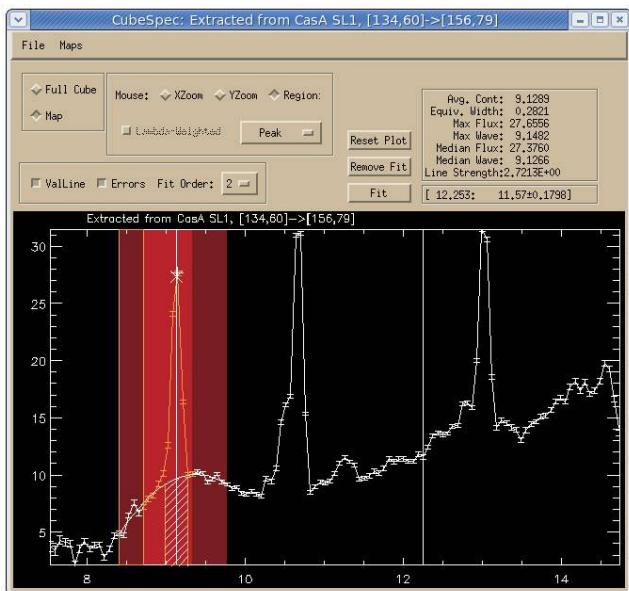 CubeSpec: Extracted from CasA SL1, [134,60]->[156,79]
File Maps
Full Cube
Map
Mouse: XZoom YZoom Region:
Lambda-Weighted
Peak
ValLine Errors Fit Order: 2
Reset Plot
Remove Fit
Fit
Avg. Cont: 9.1289
Equiv. Width: 0.2821
Max Flux: 27.6556
Max Wave: 9.1482
Median Flux: 27.3760
Median Wave: 9.1266
Line Strength:2.7213E+00
[ 12.253: 11.57±0.1798]
Extracted from CasA SL1, [134,60]->[156,79]
30
25
20
15
10
5
8 10 12 14